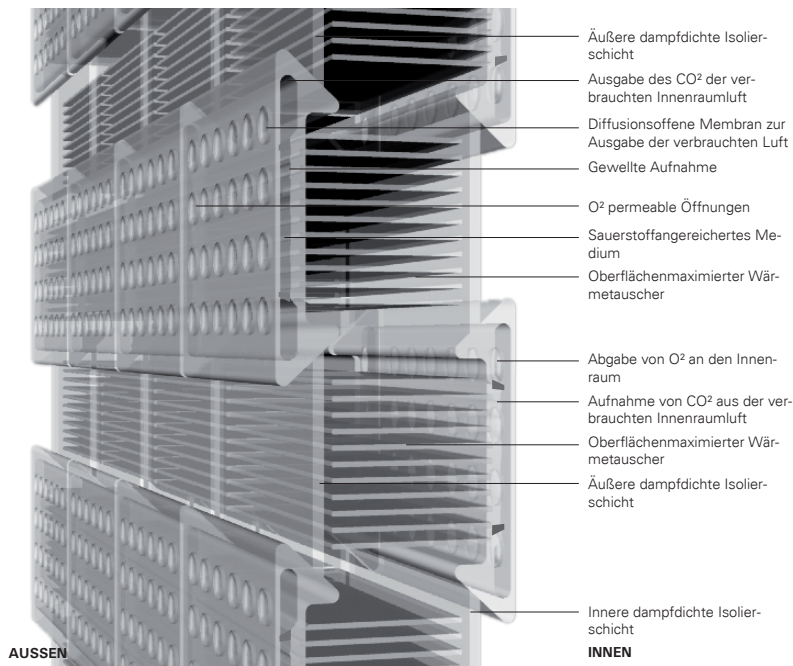 Äußere dampfdichte Isolier-
schicht
Ausgabe des CO² der ver-
brauchten Innenraumluft
Diffusionsoffene Membran zur
Ausgabe der verbrauchten Luft
Gewellte Aufnahme
O² permeable Öffnungen
Sauerstoffangereichertes Me-
dium
Oberflächenmaximierter Wär-
metauscher
Abgabe von O² an den Innen-
raum
Aufnahme von CO² aus der ver-
brauchten Innenraumluft
Oberflächenmaximierter Wär-
metauscher
Äußere dampfdichte Isolier-
schicht
Innere dampfdichte Isolier-
schicht
AUSSEN
INNEN